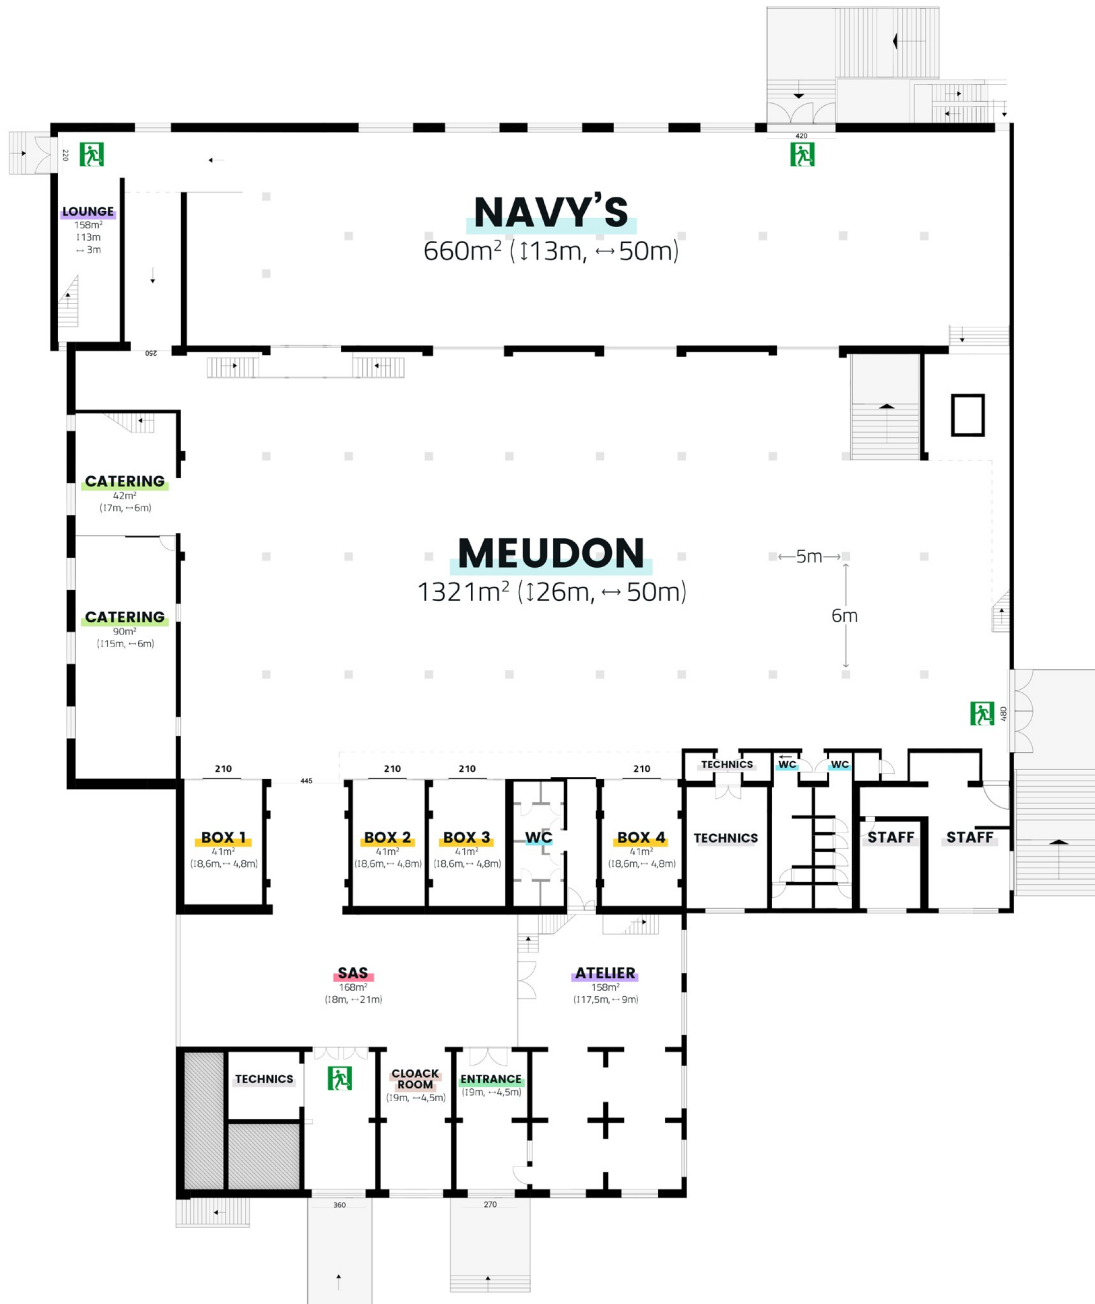 420
220
LOUNGE
158m²
↕13m
↔ 3m
NAVY'S
660m² (↕13m, ↔50m)
250
CATERING
42m²
(↕7m, ↔6m)
MEUDON
1321m² (↕26m, ↔50m)
↔5m
6m
CATERING
90m²
(↕15m, ↔6m)
480
210
445
210
210
210
TECHNICS
WC
WC
BOX 1
41m²
(↕8,6m, ↔4,8m)
BOX 2
41m²
(↕8,6m, ↔4,8m)
BOX 3
41m²
(↕8,6m, ↔4,8m)
WC
BOX 4
41m²
(↕8,6m, ↔4,8m)
TECHNICS
STAFF
STAFF
SAS
168m²
(↕8m, ↔21m)
ATELIER
158m²
(↕17,5m, ↔9m)
TECHNICS
CLOACK
ROOM
(↕9m, ↔4,5m)
ENTRANCE
(↕9m, ↔4,5m)
360
270